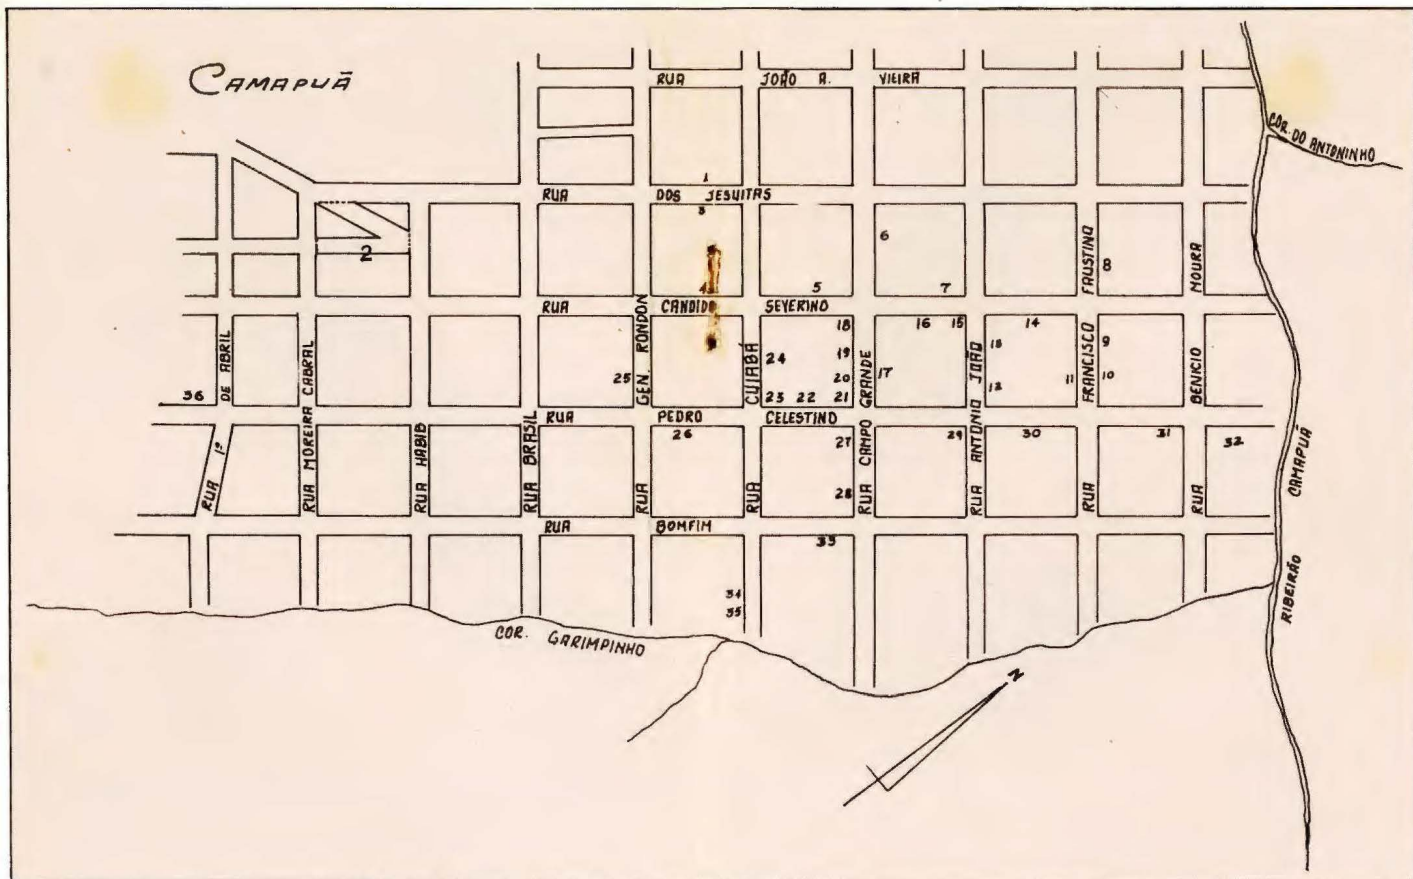 CAMAPUÃ
RUA JOÃO A. VIEIRA
COR. DO ANTONINHO
1
RUA DOS JESUITAS
3
2
6
8
4
5
7
RUA CANDIDO SEVERINO
18
16
15
14
13
9
24
19
17
25
20
12
11
10
36
23
22
21
RUA PEDRO CELESTINO
26
27
29
30
31
32
28
RUA BOMFIM
33
34
35
RUA 1º DE ABRIL
RUA MOREIRA CABRAL
RUA HABIB
RUA BRASIL
RUA GEN. RONDON
RUA CUIABA
RUA CAMPO GRANDE
RUA ANTONIO JOAO
RUA FRANCISCO FAUSTINO
RUA BENICIO MOURA
RIBEIRÃO CAMAPUÃ
COR. GARIMPINHO
N